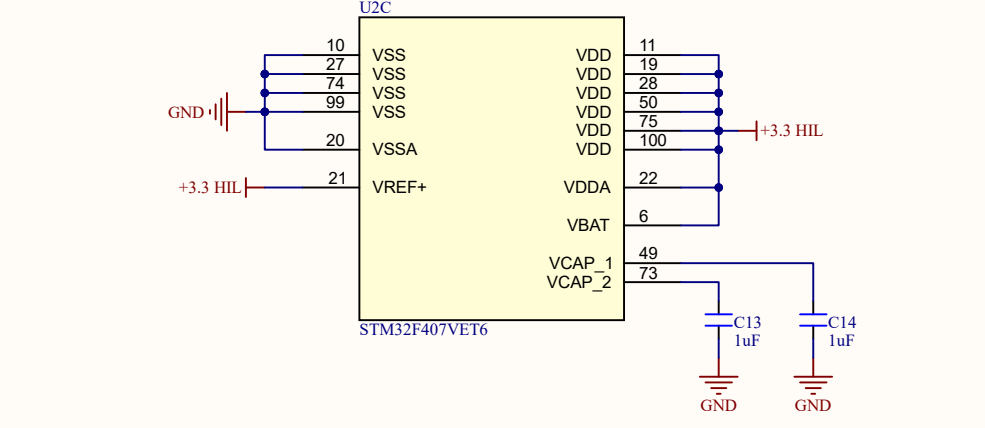 U2C
10 VSS VDD 11
27 VSS VDD 19
74 VSS VDD 28
99 VSS VDD 50
GND
VDD 75
+3.3 HIL
20 VSSA VDD 100
+3.3 HIL 21 VREF+ VDDA 22
VBAT 6
VCAP_1 49
VCAP_2 73
STM32F407VET6
C13 C14
1uF 1uF
GND GND